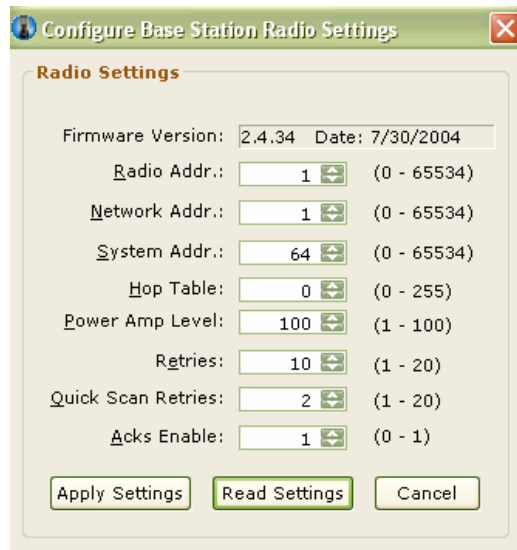 Configure Base Station Radio Settings
Radio Settings
Firmware Version: 2.4.34 Date: 7/30/2004
Radio Addr.: 1 (0 - 65534)
Network Addr.: 1 (0 - 65534)
System Addr.: 64 (0 - 65534)
Hop Table: 0 (0 - 255)
Power Amp Level: 100 (1 - 100)
Retries: 10 (1 - 20)
Quick Scan Retries: 2 (1 - 20)
Acks Enable: 1 (0 - 1)
Apply Settings Read Settings Cancel